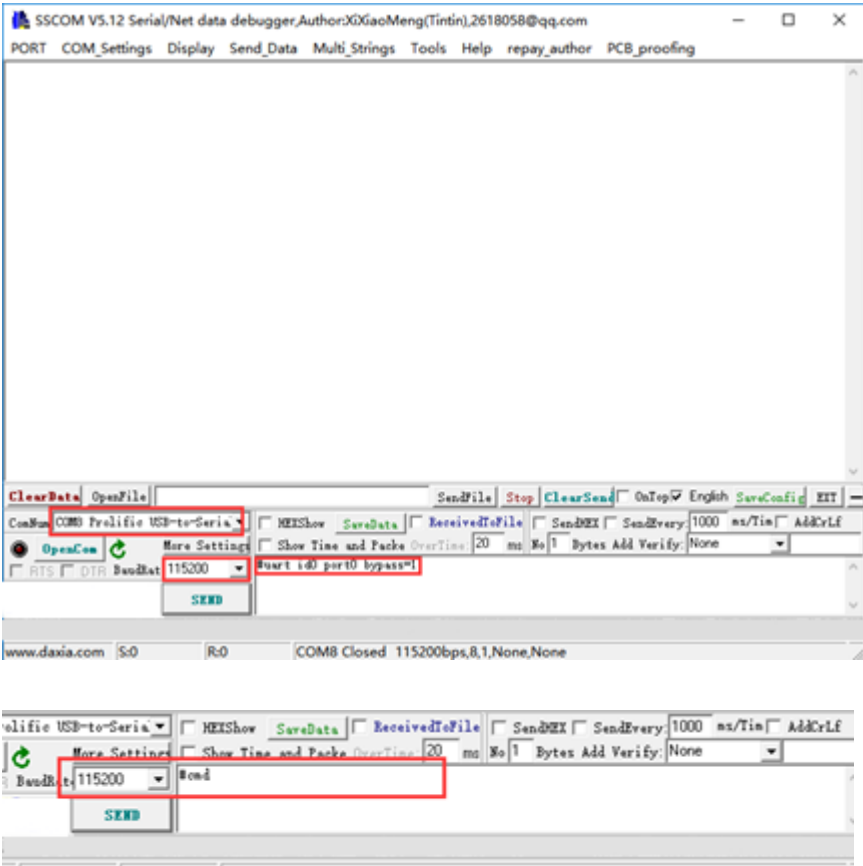 SSCOM V5.12 Serial/Net data debugger,Author:XiXiaoMeng(Tintin),2618058@qq.com
PORT COM_Settings Display Send_Data Multi_Strings Tools Help repay_author PCB_proofing
ClearData OpenFile SendFile Stop ClearSend OnTop English SaveConfig EXT
ComNum COM8 Prolific USB-to-Seria HEXShow SaveData ReceivedToFile SendHEX SendEvery: 1000 ms/Tim AddCrLf
OpenCom More Settings Show Time and Packe OverTime: 20 ms No 1 Bytes Add Verify: None
RTS DTR BaudRat 115200 #uart id0 port0 bypass=1
SEND
www.daxia.com S:0 R:0 COM8 Closed 115200bps,8,1,None,None
olific USB-to-Seria HEXShow SaveData ReceivedToFile SendHEX SendEvery: 1000 ms/Tim AddCrLf
More Settings Show Time and Packe OverTime: 20 ms No 1 Bytes Add Verify: None
BaudRat 115200 #cmd
SEND